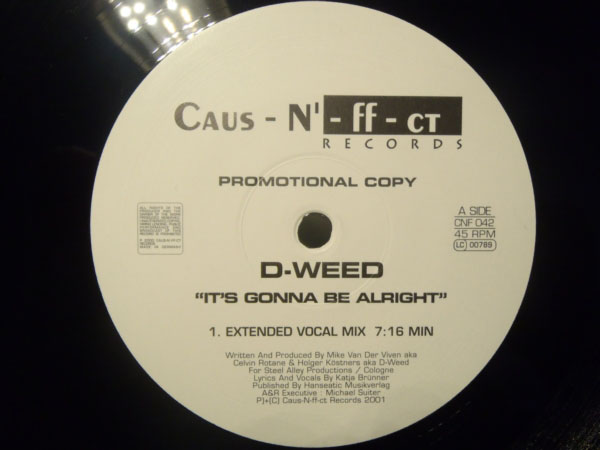 CAUS - N' - ff - CT
RECORDS
PROMOTIONAL COPY
A SIDE
CNF 042
45 RPM
LC 00789
D-WEED
"IT'S GONNA BE ALRIGHT"
1. EXTENDED VOCAL MIX 7:16 MIN
Written And Produced By Mike Van Der Viven aka
Celvin Rotane & Holger Köstners aka D-Weed
For Steel Alley Productions / Cologne
Lyrics And Vocals By Katja Brünner
Published By Hanseatic Musikverlag
A&R Executive : Michael Suiter
P)+(C) Caus-N-ff-ct Records 2001